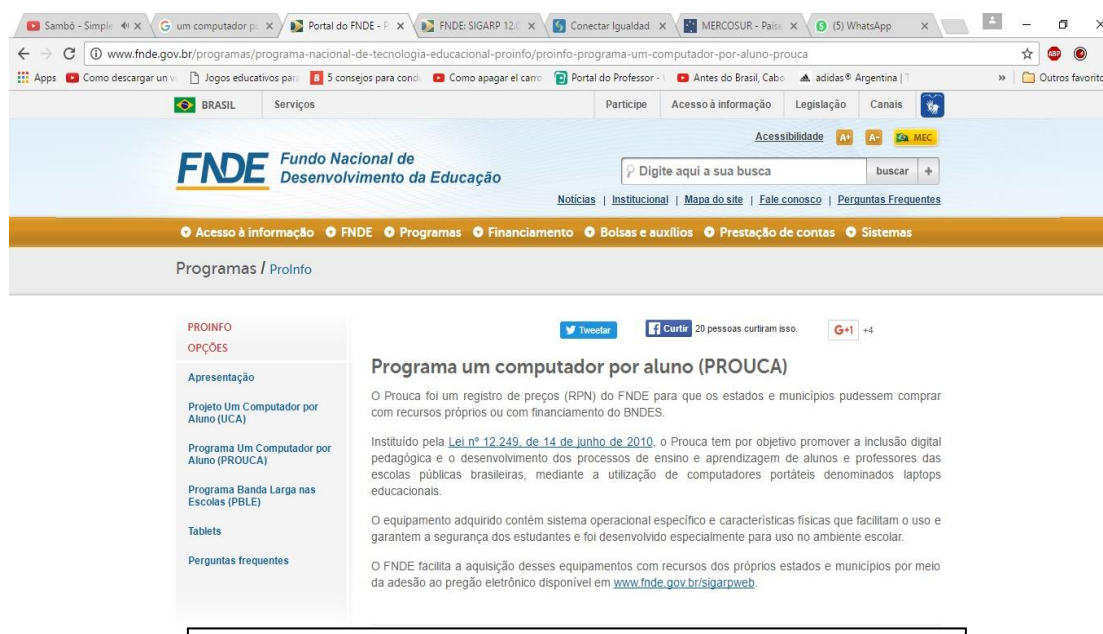 Sambô - Simple
um computador p
Portal do FNDE - P
FNDE: SIGARP 12.0
Conectar Igualdad
MERCOSUR - Paíse
(5) WhatsApp
www.fnde.gov.br/programas/programa-nacional-de-tecnologia-educacional-proinfo/proinfo-programa-um-computador-por-aluno-prouca
ABP
Apps Como descargar un vi Jogos educativos para 5 consejos para condu Como apagar el carro Portal do Professor - Antes do Brasil, Cabo adidas® Argentina | T » Outros favorito
BRASIL Serviços Participe Acesso à informação Legislação Canais
Acessibilidade A+ A- MEC
FNDE Fundo Nacional de
Desenvolvimento da Educação
Digite aqui a sua busca buscar +
Notícias | Institucional | Mapa do site | Fale conosco | Perguntas Frequentes
Acesso à informação FNDE Programas Financiamento Bolsas e auxílios Prestação de contas Sistemas
Programas / ProInfo
PROINFO
OPÇÕES
Apresentação
Projeto Um Computador por
Aluno (UCA)
Programa Um Computador por
Aluno (PROUCA)
Programa Banda Larga nas
Escolas (PBLE)
Tablets
Perguntas frequentes
Tweetar Curtir 20 pessoas curtiram isso. G+1 +4
Programa um computador por aluno (PROUCA)
O Prouca foi um registro de preços (RPN) do FNDE para que os estados e municípios pudessem comprar
com recursos próprios ou com financiamento do BNDES.
Instituído pela Lei nº 12.249, de 14 de junho de 2010, o Prouca tem por objetivo promover a inclusão digital
pedagógica e o desenvolvimento dos processos de ensino e aprendizagem de alunos e professores das
escolas públicas brasileiras, mediante a utilização de computadores portáteis denominados laptops
educacionais.
O equipamento adquirido contém sistema operacional específico e características físicas que facilitam o uso e
garantem a segurança dos estudantes e foi desenvolvido especialmente para uso no ambiente escolar.
O FNDE facilita a aquisição desses equipamentos com recursos dos próprios estados e municípios por meio
da adesão ao pregão eletrônico disponível em www.fnde.gov.br/sigarpweb.